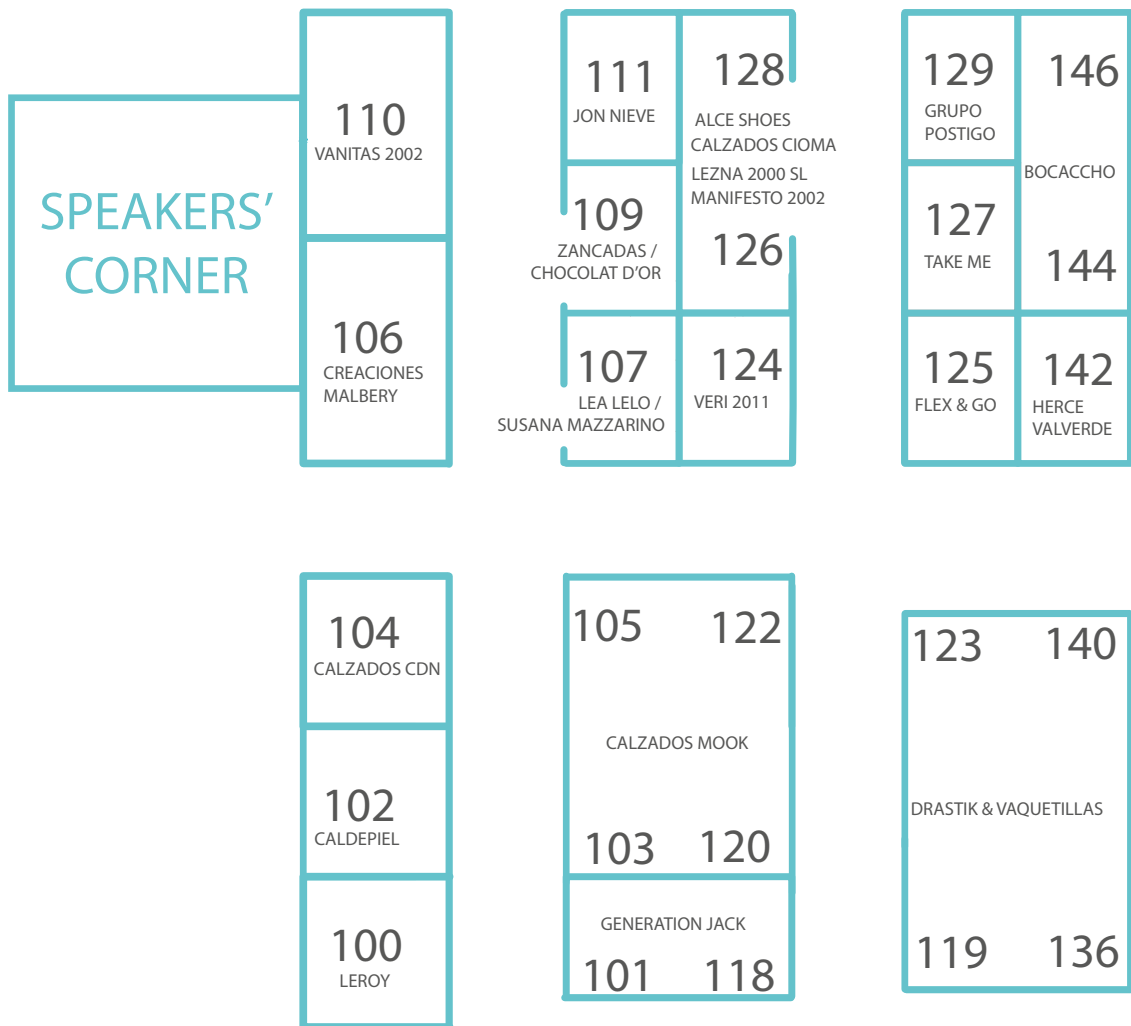 SPEAKERS'
CORNER
110
VANITAS 2002
106
CREACIONES
MALBERY
111
JON NIEVE
109
ZANCADAS /
CHOCOLAT D'OR
107
LEA LELO /
SUSANA MAZZARINO
128
ALCE SHOES
CALZADOS CIOMA
LEZNA 2000 SL
MANIFESTO 2002
126
124
VERI 2011
129
GRUPO
POSTIGO
127
TAKE ME
125
FLEX & GO
146
BOCACCHO
144
142
HERCE
VALVERDE
104
CALZADOS CDN
102
CALDEPIEL
100
LEROY
105 122
CALZADOS MOOK
103 120
GENERATION JACK
101 118
123 140
DRASTIK & VAQUETILLAS
119 136